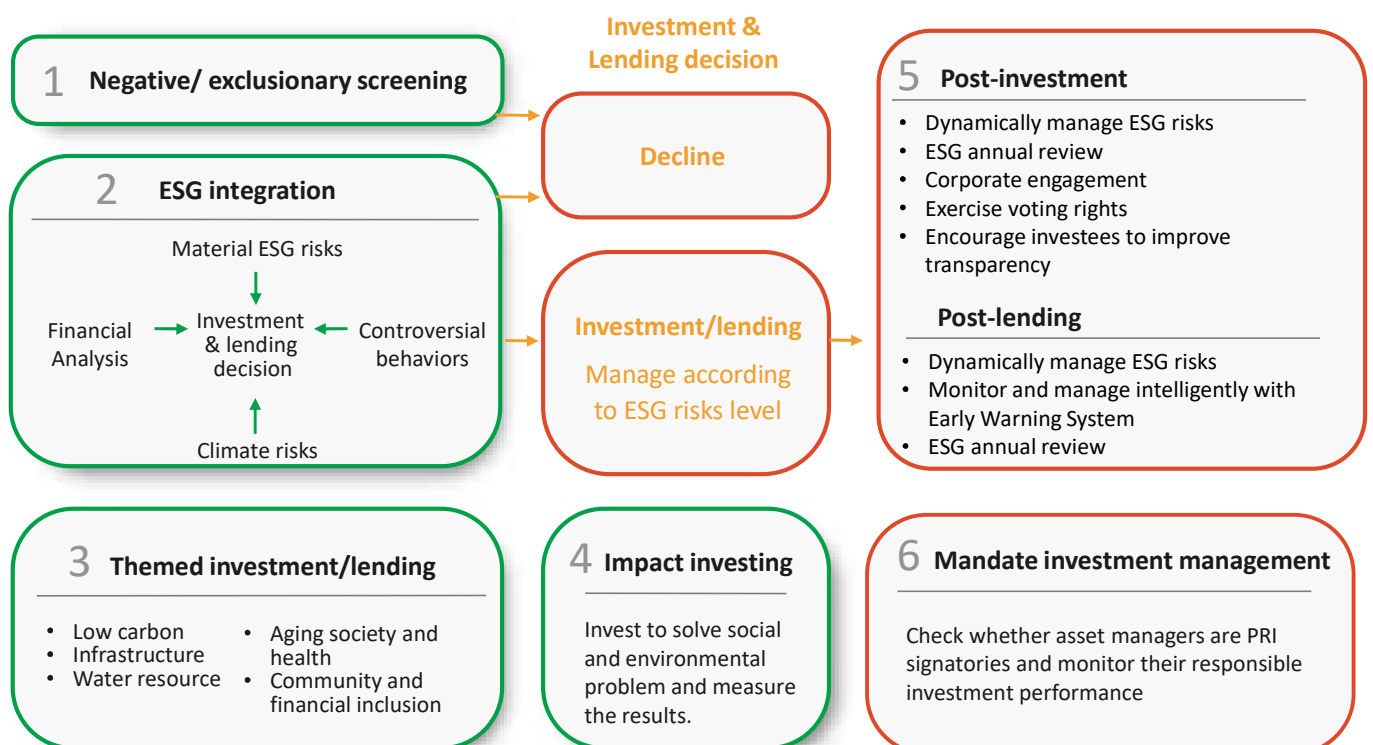 1 Negative/ exclusionary screening
2 ESG integration
Material ESG risks
Financial
Analysis
Investment
& lending
decision
Controversial
behaviors
Climate risks
Investment &
Lending decision
Decline
Investment/lending
Manage according
to ESG risks level
5 Post-investment
• Dynamically manage ESG risks
• ESG annual review
• Corporate engagement
• Exercise voting rights
• Encourage investees to improve
transparency
Post-lending
• Dynamically manage ESG risks
• Monitor and manage intelligently with
Early Warning System
• ESG annual review
3 Themed investment/lending
• Low carbon
• Infrastructure
• Water resource
• Aging society and
health
• Community and
financial inclusion
4 Impact investing
Invest to solve social
and environmental
problem and measure
the results.
6 Mandate investment management
Check whether asset managers are PRI
signatories and monitor their responsible
investment performance